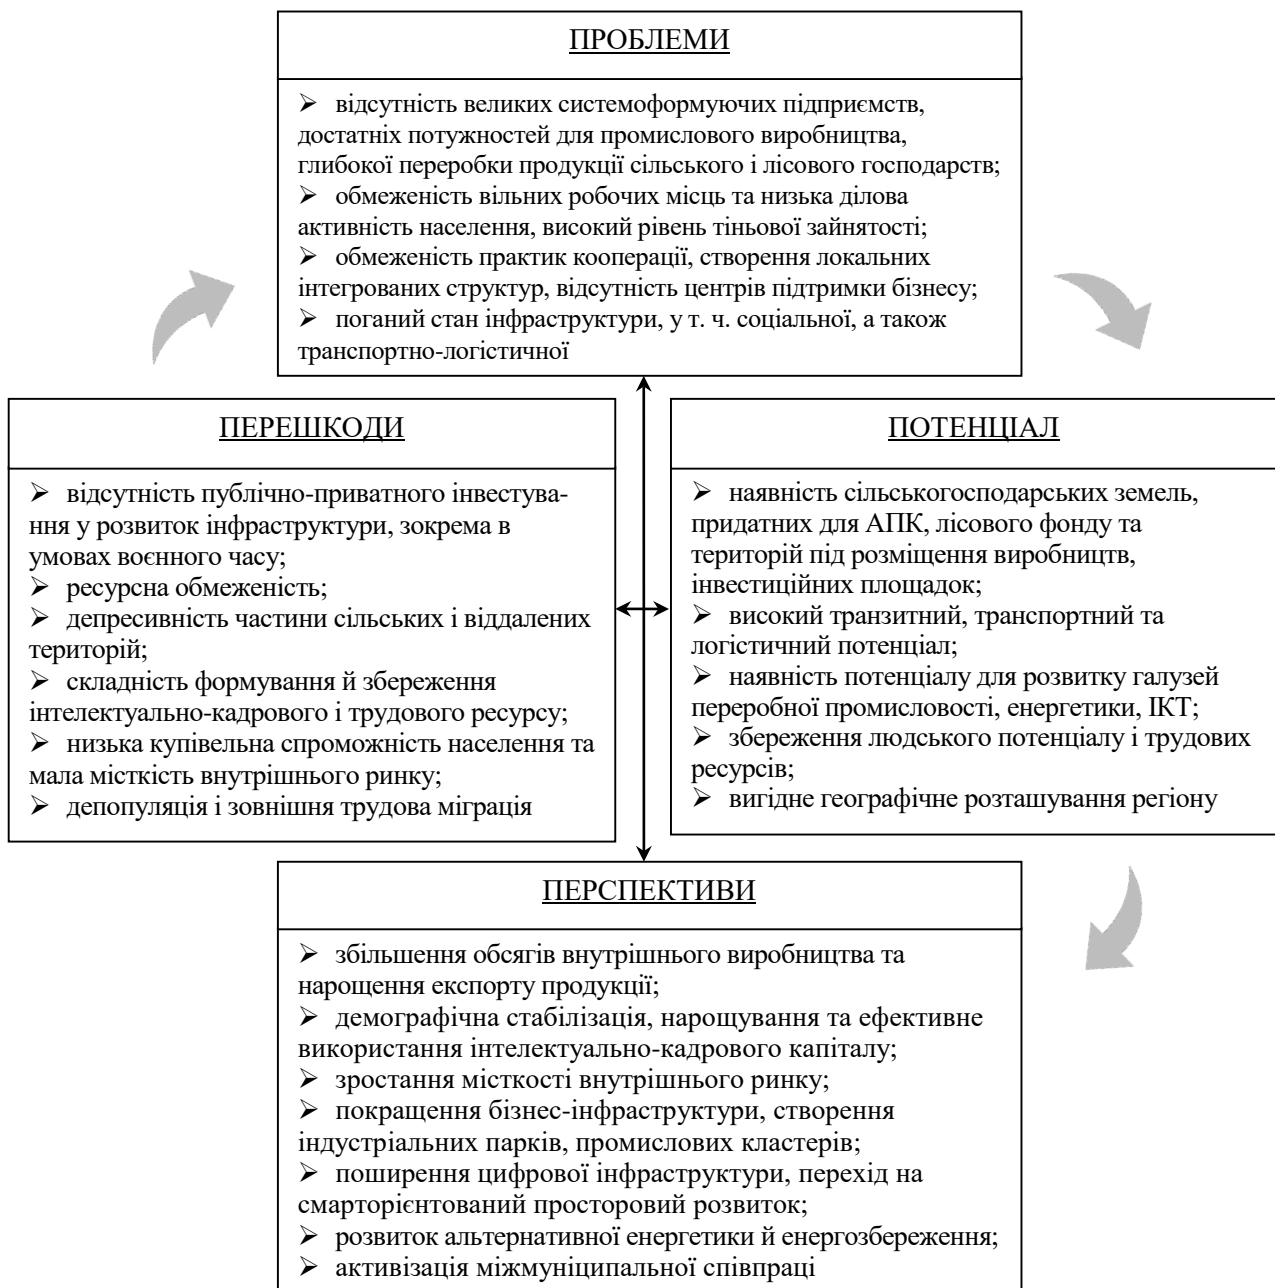 ПРОБЛЕМИ
➢ відсутність великих системоформуючих підприємств,
достатніх потужностей для промислового виробництва,
глибокої переробки продукції сільського і лісового господарств;
➢ обмеженість вільних робочих місць та низька ділова
активність населення, високий рівень тіньової зайнятості;
➢ обмеженість практик кооперації, створення локальних
інтегрованих структур, відсутність центрів підтримки бізнесу;
➢ поганий стан інфраструктури, у т. ч. соціальної, а також
транспортно-логістичної
ПЕРЕШКОДИ
➢ відсутність публічно-приватного інвестува-
ння у розвиток інфраструктури, зокрема в
умовах воєнного часу;
➢ ресурсна обмеженість;
➢ депресивність частини сільських і віддалених
територій;
➢ складність формування й збереження
інтелектуально-кадрового і трудового ресурсу;
➢ низька купівельна спроможність населення та
мала місткість внутрішнього ринку;
➢ депопуляція і зовнішня трудова міграція
ПОТЕНЦІАЛ
➢ наявність сільськогосподарських земель,
придатних для АПК, лісового фонду та
територій під розміщення виробництв,
інвестиційних площадок;
➢ високий транзитний, транспортний та
логістичний потенціал;
➢ наявність потенціалу для розвитку галузей
переробної промисловості, енергетики, ІКТ;
➢ збереження людського потенціалу і трудових
ресурсів;
➢ вигідне географічне розташування регіону
ПЕРСПЕКТИВИ
➢ збільшення обсягів внутрішнього виробництва та
нарощення експорту продукції;
➢ демографічна стабілізація, нарощування та ефективне
використання інтелектуально-кадрового капіталу;
➢ зростання місткості внутрішнього ринку;
➢ покращення бізнес-інфраструктури, створення
індустріальних парків, промислових кластерів;
➢ поширення цифрової інфраструктури, перехід на
смарторієнтований просторовий розвиток;
➢ розвиток альтернативної енергетики й енергозбереження;
➢ активізація міжмуніципальної співпраці